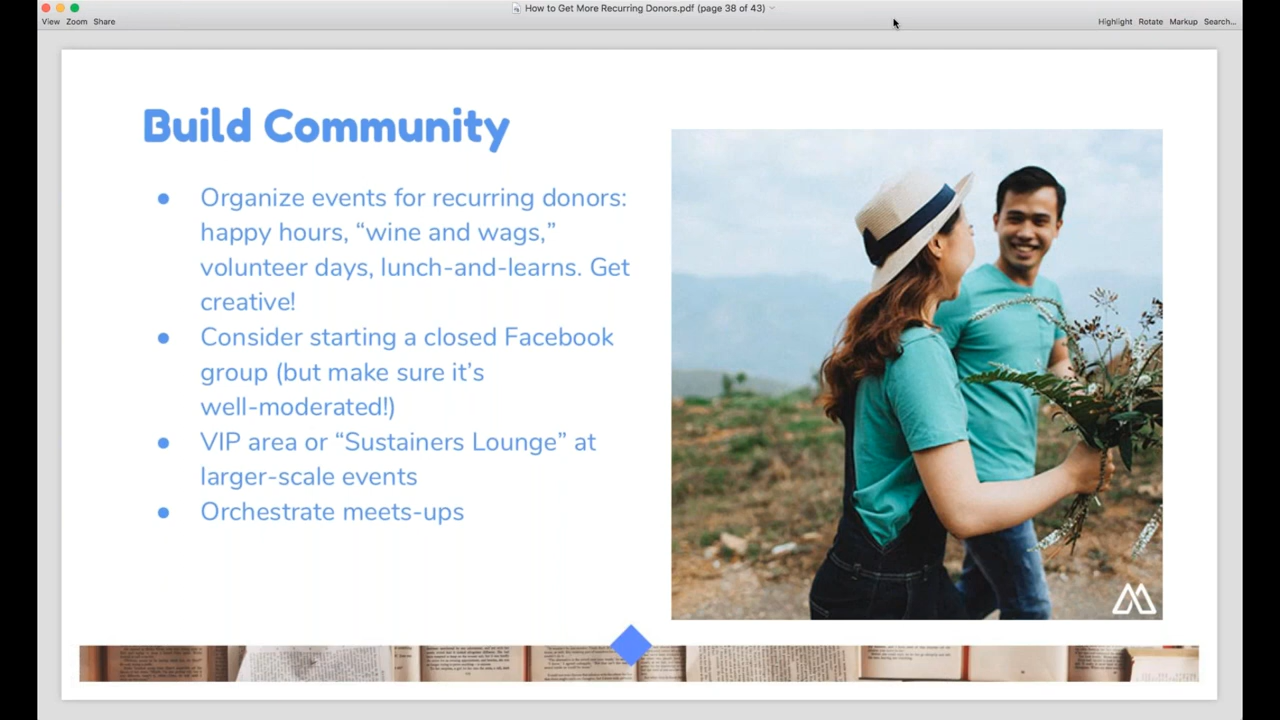 How to Get More Recurring Donors.pdf (page 38 of 43)
View Zoom Share
Highlight Rotate Markup Search...
Build Community
● Organize events for recurring donors:
happy hours, “wine and wags,”
volunteer days, lunch-and-learns. Get
creative!
● Consider starting a closed Facebook
group (but make sure it’s
well-moderated!)
● VIP area or “Sustainers Lounge” at
larger-scale events
● Orchestrate meets-ups